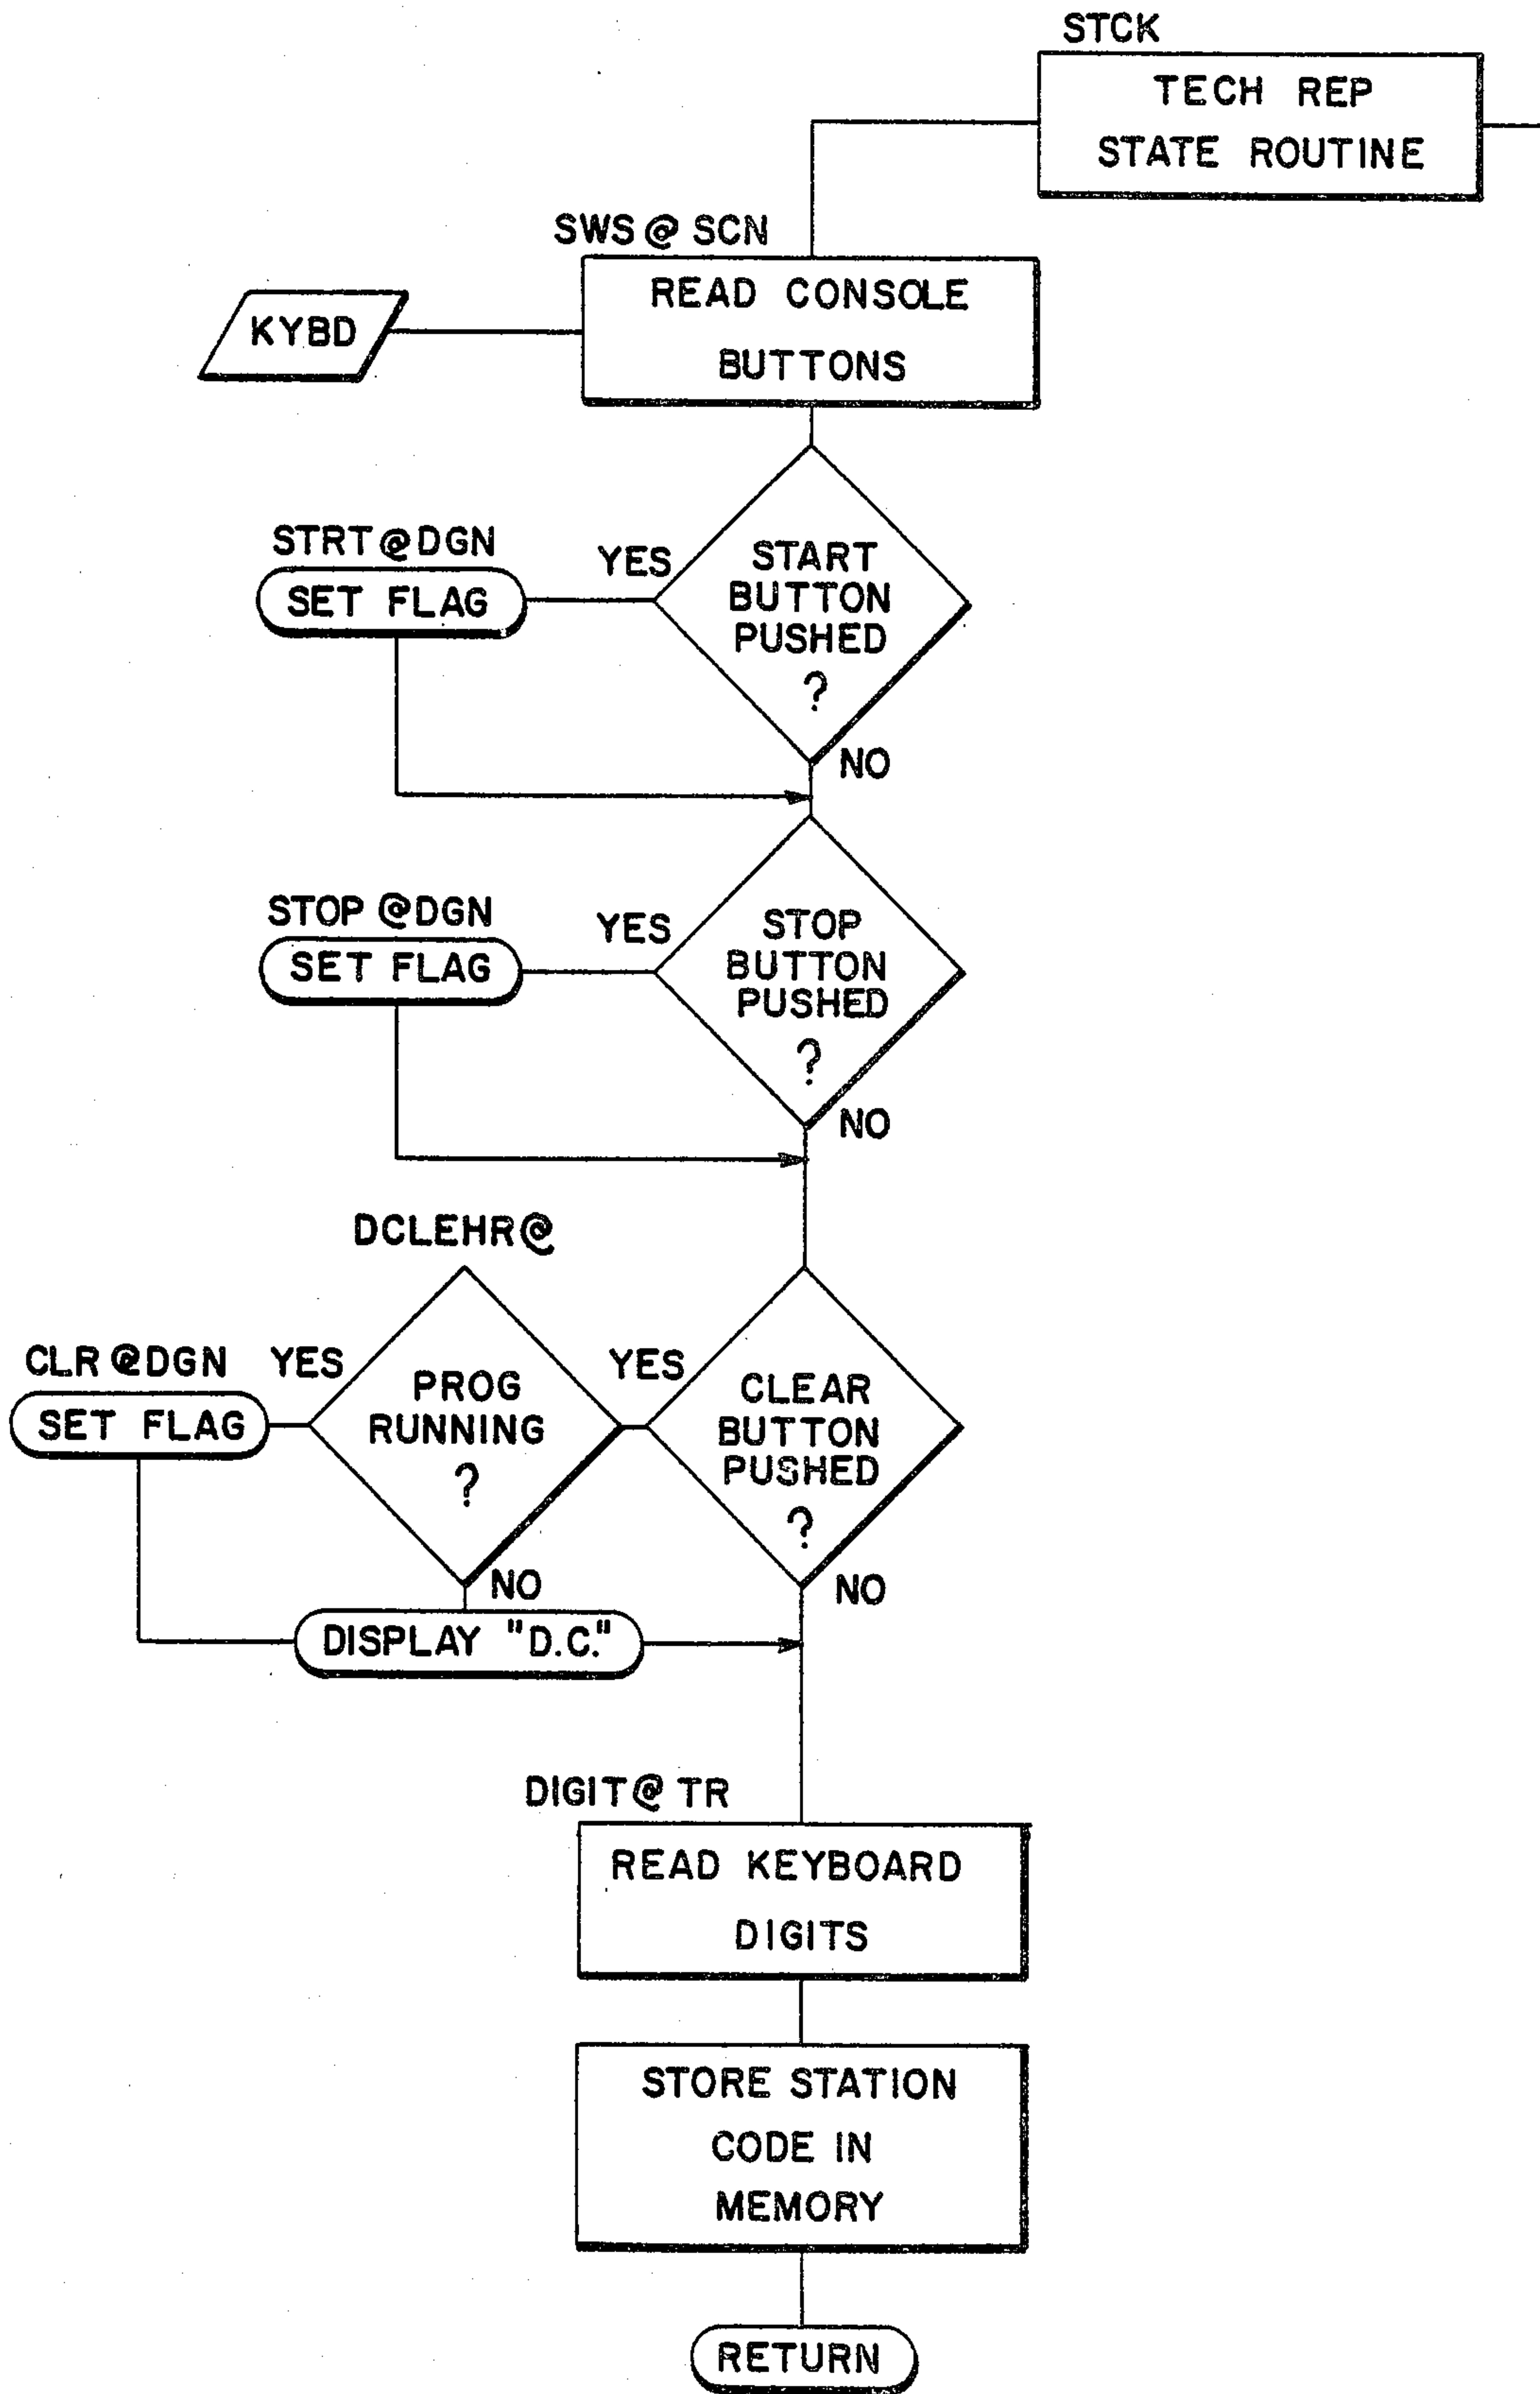 STCK
TECH REP
STATE ROUTINE
SWS @ SCN
READ CONSOLE
BUTTONS
KYBD
STRT @ DGN
SET FLAG
YES
START
BUTTON
PUSHED
?
NO
STOP @ DGN
SET FLAG
YES
STOP
BUTTON
PUSHED
?
NO
DCLEHR@
CLR @ DGN
SET FLAG
YES
PROG
RUNNING
?
NO
YES
CLEAR
BUTTON
PUSHED
?
NO
DISPLAY "D.C."
DIGIT@ TR
READ KEYBOARD
DIGITS
STORE STATION
CODE IN
MEMORY
RETURN